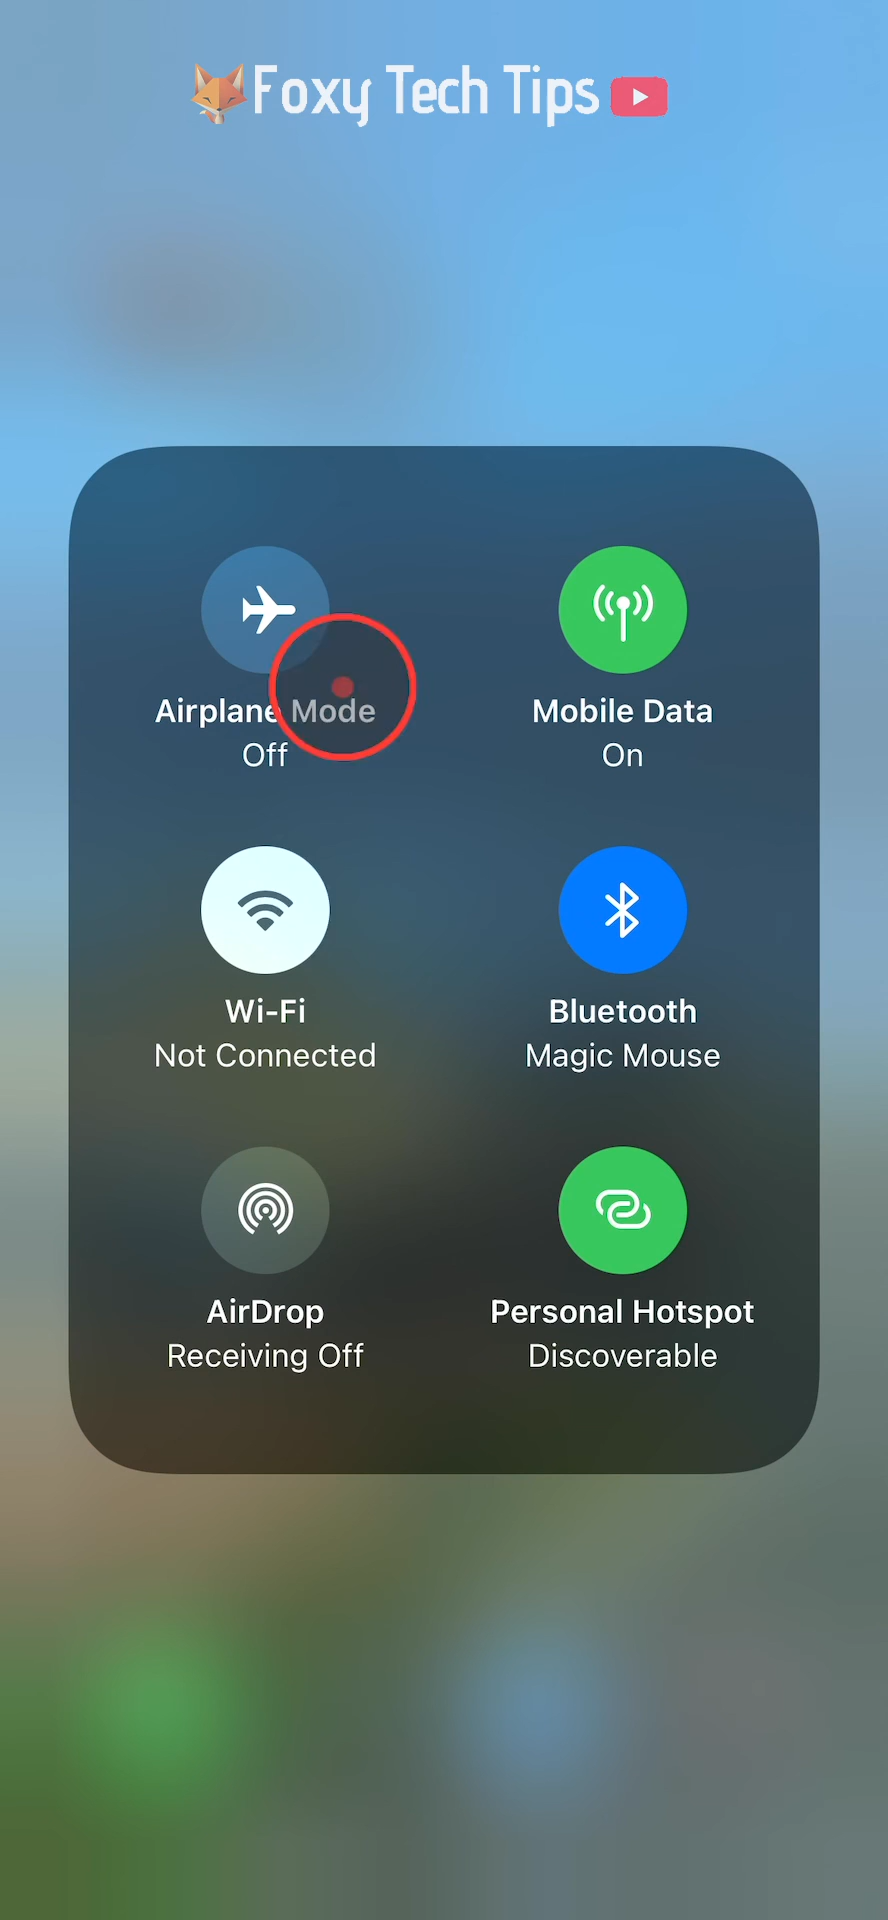 Foxy Tech Tips
Airplane Mode
Off
Mobile Data
On
Wi-Fi
Not Connected
Bluetooth
Magic Mouse
AirDrop
Receiving Off
Personal Hotspot
Discoverable